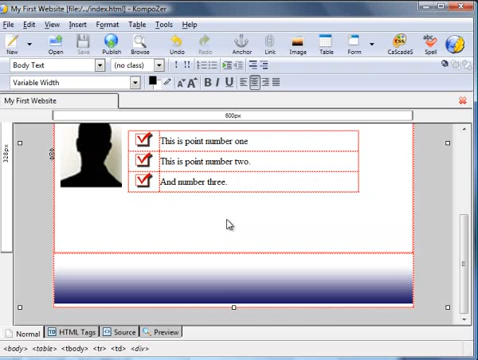 My First Website [file:/.../index.html] - KompoZer
File Edit View Insert Format Table Tools Help
New Open Save Publish Undo Redo Anchor Link Image Table Form CaScadeS Spell
Body Text (no class)
Variable Width
My First Website
600px
328px
This is point number one
This is point number two.
And number three.
Normal HTML Tags Source Preview
<body> <table> <tbody> <tr> <td> <div>